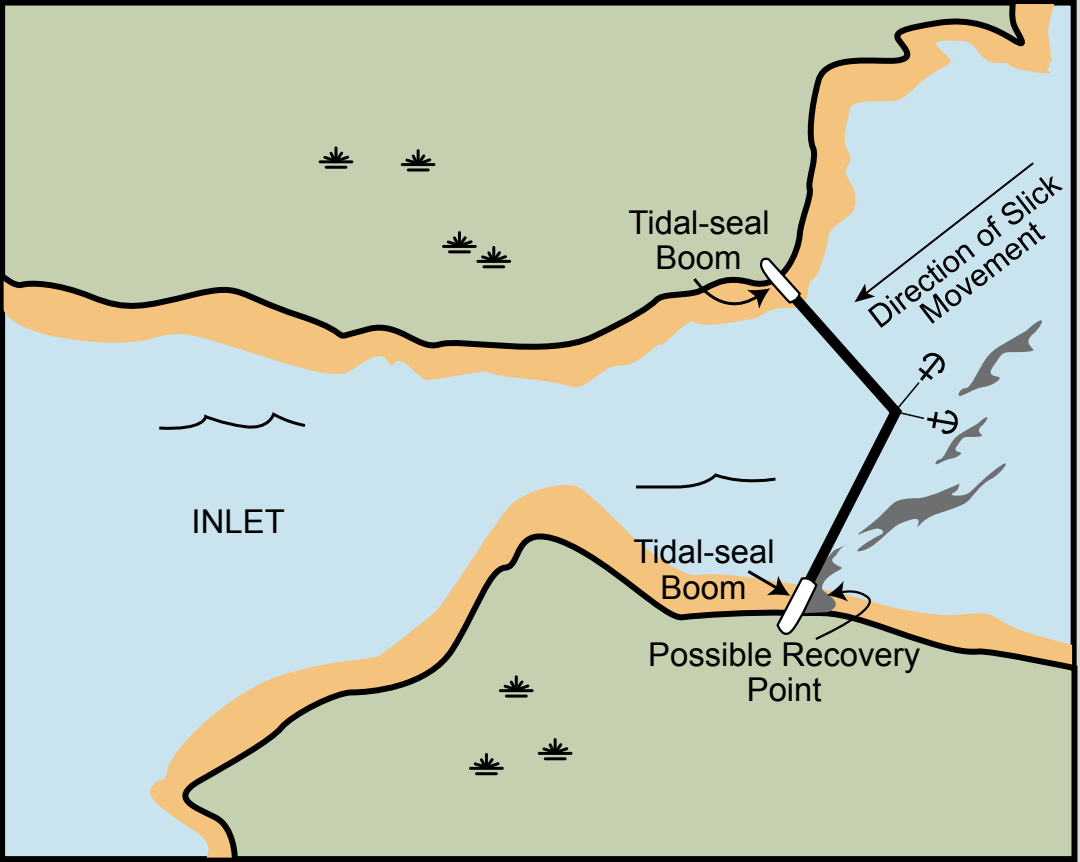 Tidal-seal
Boom
Direction of Slick
Movement
INLET
Tidal-seal
Boom
Possible Recovery
Point